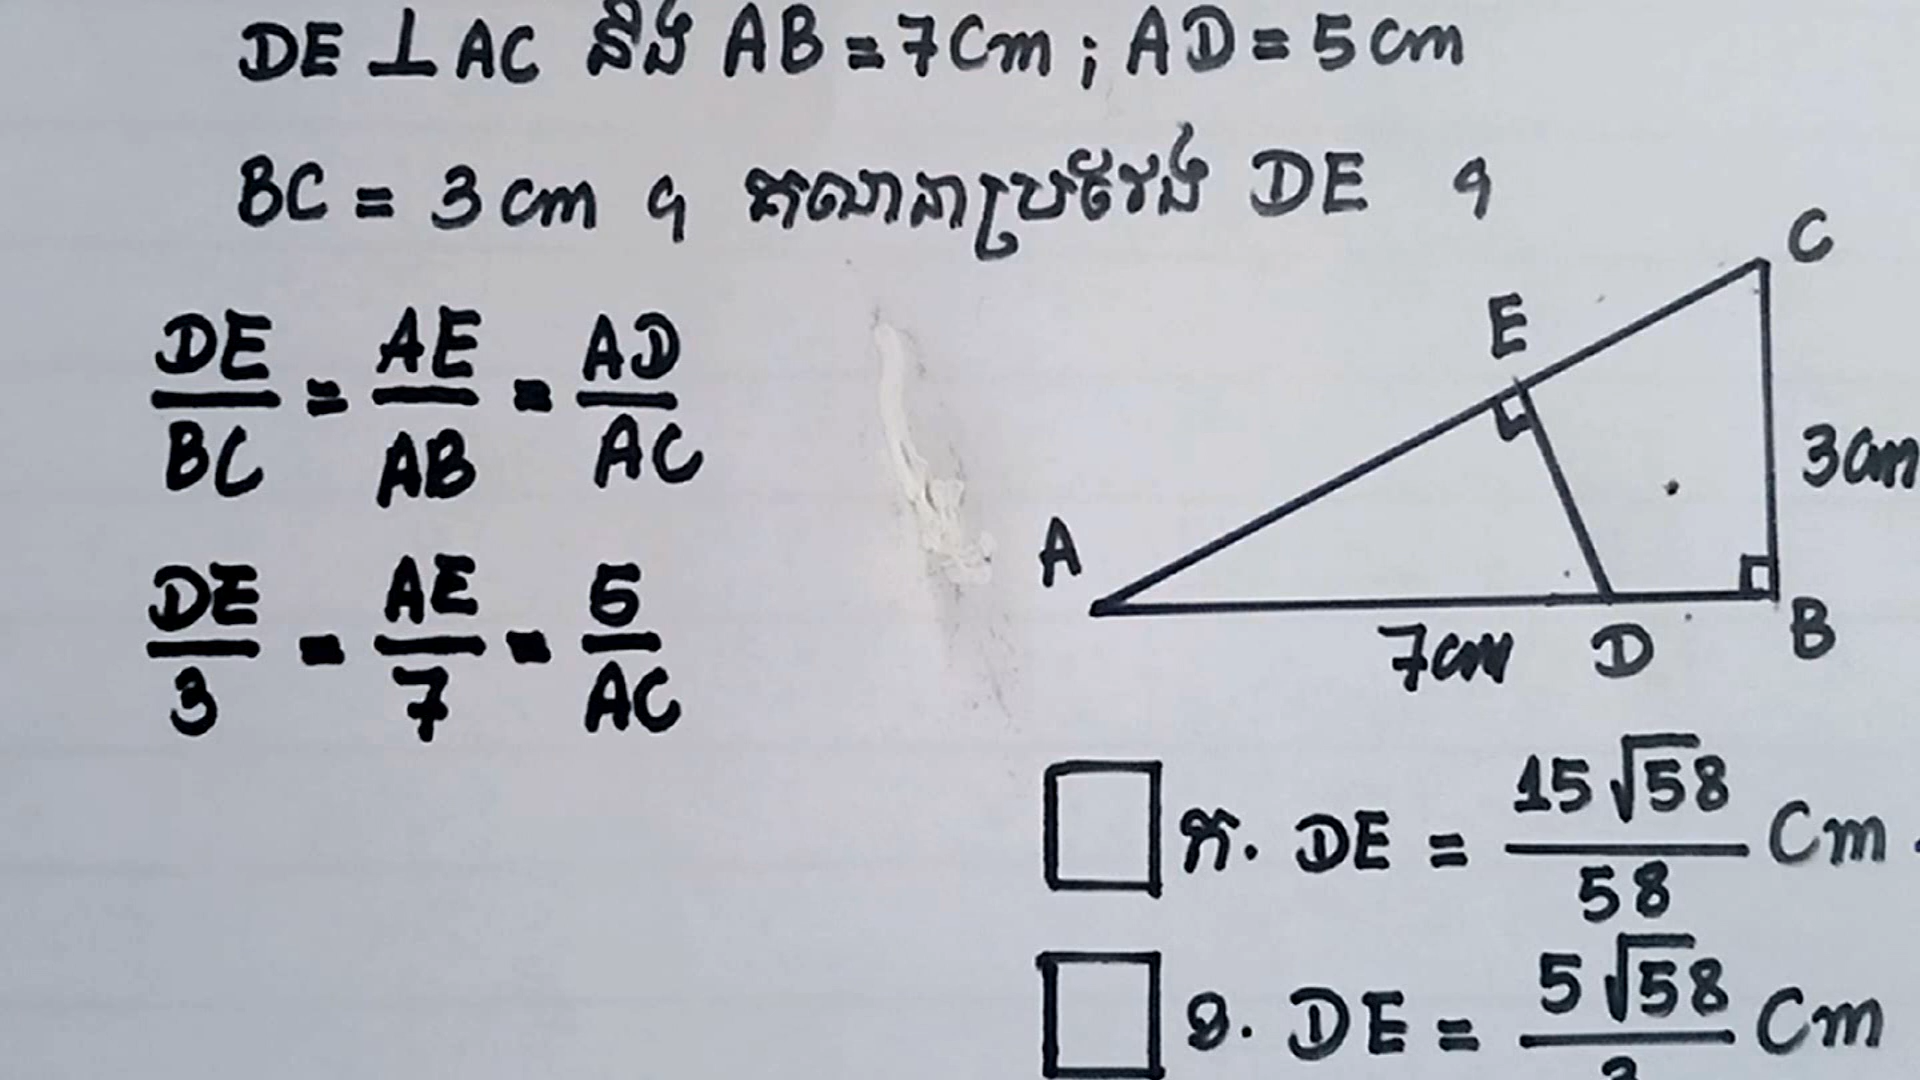 DE ⊥ AC និង AB = 7Cm ; AD = 5cm
BC = 3cm ។ គណនាប្រវែង DE ។
DE/BC = AE/AB = AD/AC
DE/3 = AE/7 = 5/AC
C
E
3cm
A
7cm D B
ក. DE = 15√58/58 Cm .
ខ. DE = 5√58/3 Cm